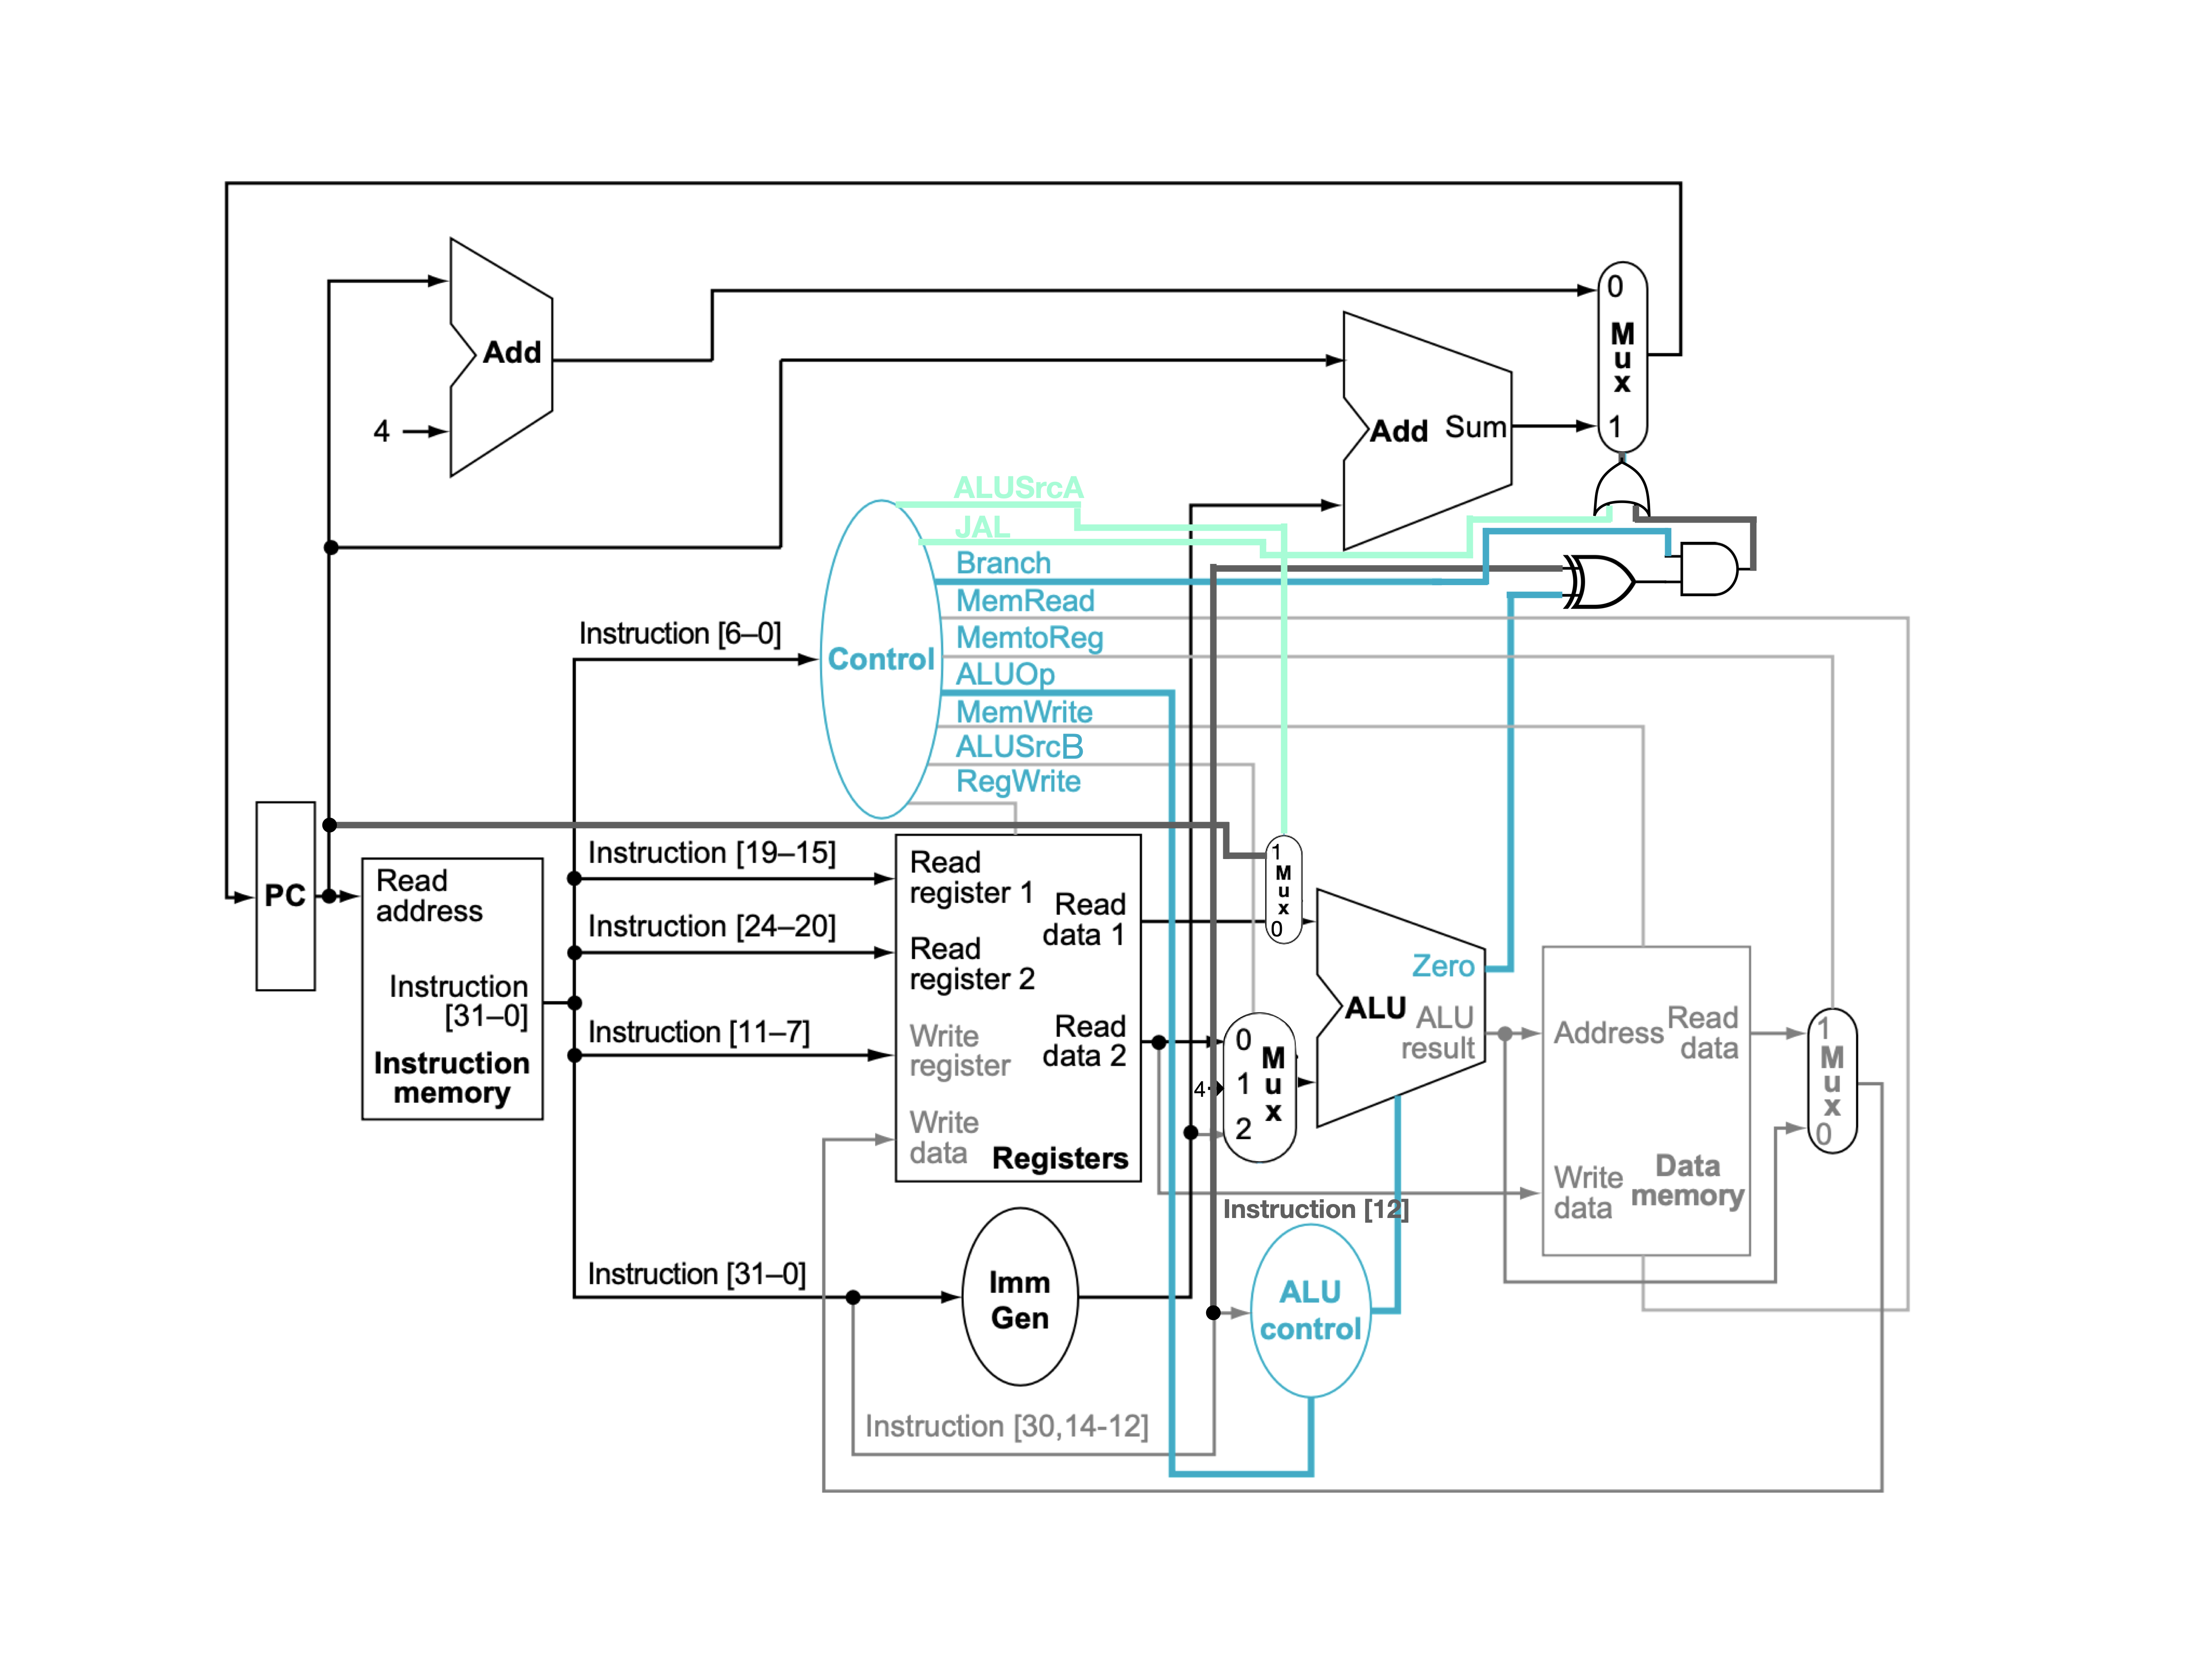 0
M
u
x
1
Add
4
Add Sum
ALUSrcA
JAL
Branch
MemRead
MemtoReg
ALUOp
MemWrite
ALUSrcB
RegWrite
Instruction [6–0]
Control
PC
Read
address
Instruction
[31–0]
Instruction
memory
Instruction [19–15]
Instruction [24–20]
Instruction [11–7]
Instruction [31–0]
Read
register 1
Read
data 1
Read
register 2
Write
register
Read
data 2
Write
data
Registers
1
M
u
x
0
4
0
1
2
M
u
x
Zero
ALU
ALU
result
Address
Read
data
Write
data
Data
memory
1
M
u
x
0
Instruction [12]
Imm
Gen
ALU
control
Instruction [30,14-12]